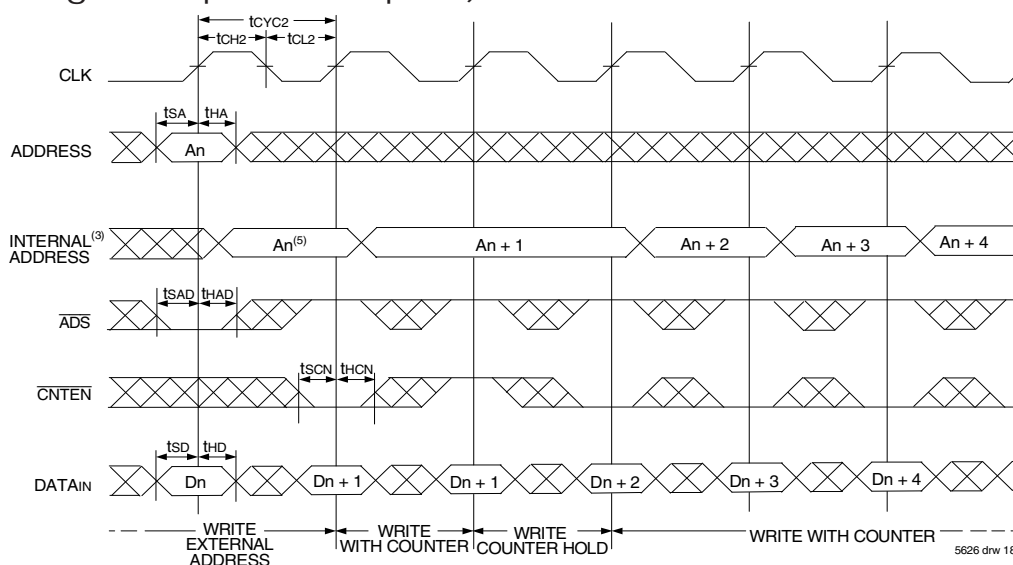 tCYC2
tCH2 tCL2
CLK
tSA tHA
ADDRESS An
INTERNAL(3)
ADDRESS
An(5) An + 1 An + 2 An + 3 An + 4
tSAD tHAD
ADS
tSCN tHCN
CNTEN
tSD tHD
DATAIN Dn Dn + 1 Dn + 1 Dn + 2 Dn + 3 Dn + 4
WRITE
EXTERNAL
ADDRESS
WRITE
WITH COUNTER
WRITE
COUNTER HOLD
WRITE WITH COUNTER
5626 drw 18